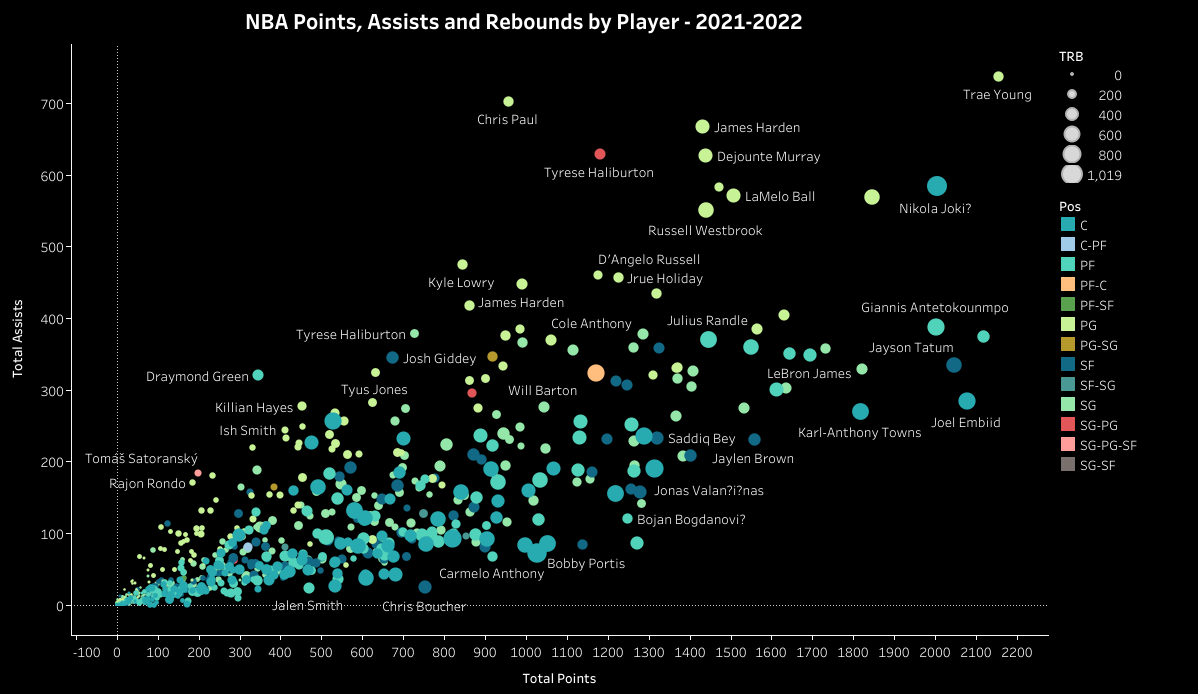 NBA Points, Assists and Rebounds by Player - 2021-2022
TRB
0
200
400
600
800
1,019
Pos
C
C-PF
PF
PF-C
PF-SF
PG
PG-SG
SF
SF-SG
SG
SG-PG
SG-PG-SF
SG-SF
Total Assists
700
600
500
400
300
200
100
0
Trae Young
Chris Paul
James Harden
Dejounte Murray
Tyrese Haliburton
LaMelo Ball
Nikola Joki?
Russell Westbrook
D'Angelo Russell
Kyle Lowry
Jrue Holiday
James Harden
Giannis Antetokounmpo
Cole Anthony
Julius Randle
Tyrese Haliburton
Jayson Tatum
Josh Giddey
Draymond Green
LeBron James
Tyus Jones
Will Barton
Killian Hayes
Joel Embiid
Ish Smith
Karl-Anthony Towns
Saddiq Bey
Tomáš Satoranský
Jaylen Brown
Rajon Rondo
Jonas Valan?i?nas
Bojan Bogdanovi?
Bobby Portis
Carmelo Anthony
Jalen Smith
Chris Boucher
-100
0
100
200
300
400
500
600
700
800
900
1000
1100
1200
1300
1400
1500
1600
1700
1800
1900
2000
2100
2200
Total Points